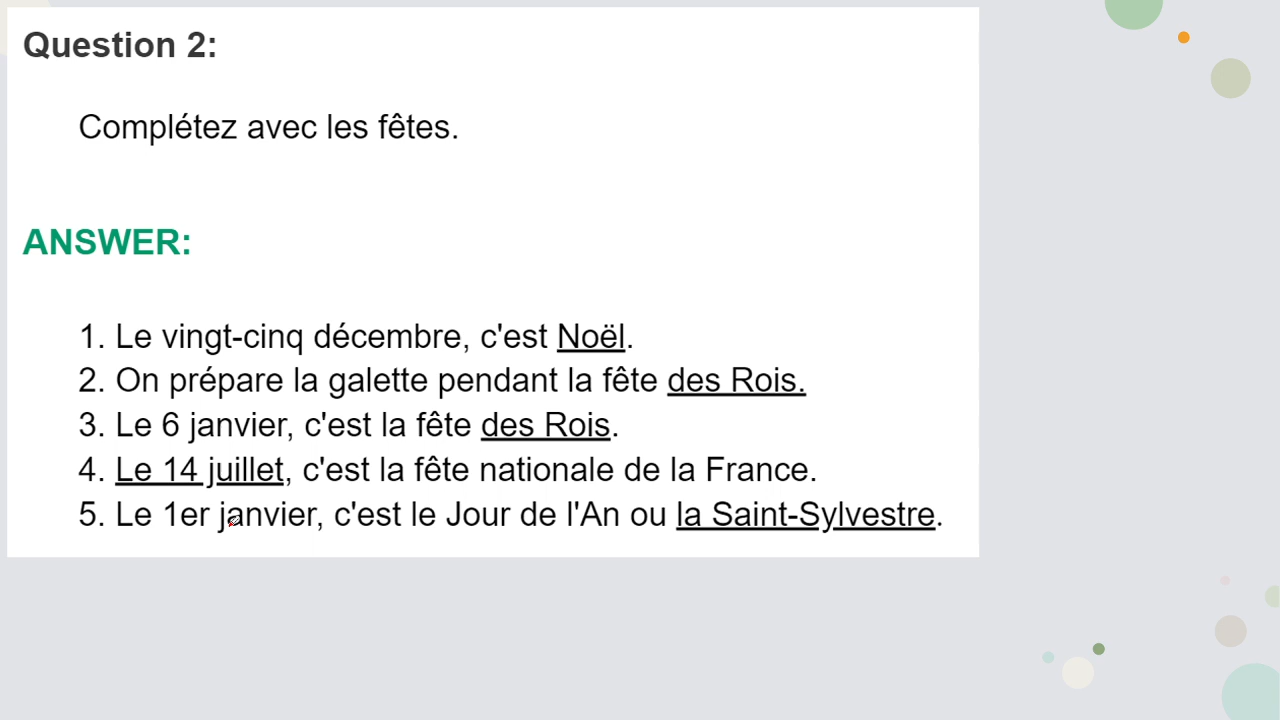 Question 2:
Complétez avec les fêtes.
ANSWER:
1. Le vingt-cinq décembre, c'est Noël.
2. On prépare la galette pendant la fête des Rois.
3. Le 6 janvier, c'est la fête des Rois.
4. Le 14 juillet, c'est la fête nationale de la France.
5. Le 1er janvier, c'est le Jour de l'An ou la Saint-Sylvestre.